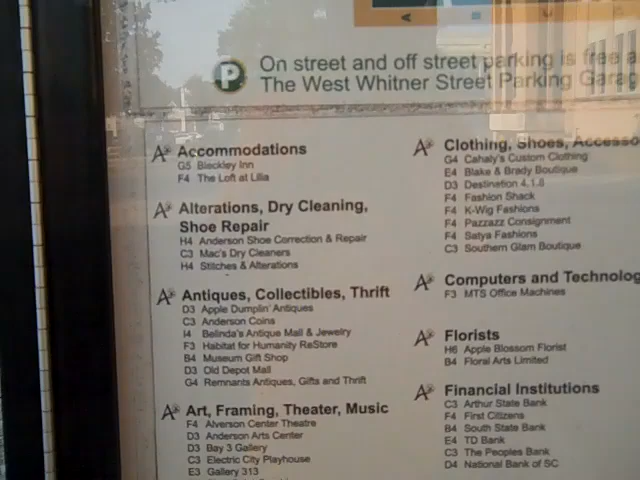 A
P On street and off street parking is free a
The West Whitner Street Parking Garag
Accommodations
G5 Bleckley Inn
F4 The Loft at Lilia
Alterations, Dry Cleaning,
Shoe Repair
H4 Anderson Shoe Correction & Repair
C3 Mac's Dry Cleaners
H4 Stitches & Alterations
Antiques, Collectibles, Thrift
D3 Apple Dumplin' Antiques
C3 Anderson Coins
I4 Belinda's Antique Mall & Jewelry
F3 Habitat for Humanity ReStore
B4 Museum Gift Shop
D3 Old Depot Mall
G4 Remnants Antiques, Gifts and Thrift
Art, Framing, Theater, Music
F4 Alverson Center Theatre
D3 Anderson Arts Center
D3 Bay 3 Gallery
C3 Electric City Playhouse
E3 Gallery 313
Clothing, Shoes, Accesso
G4 Cahaly's Custom Clothing
E4 Blake & Brady Boutique
D3 Destination 4.1.8
F4 Fashion Shack
F4 K-Wig Fashions
F4 Pazzazz Consignment
F4 Satya Fashions
C3 Southern Glam Boutique
Computers and Technolog
F3 MTS Office Machines
Florists
H6 Apple Blossom Florist
B4 Floral Arts Limited
Financial Institutions
C3 Arthur State Bank
F4 First Citizens
B4 South State Bank
E4 TD Bank
C3 The Peoples Bank
D4 National Bank of SC